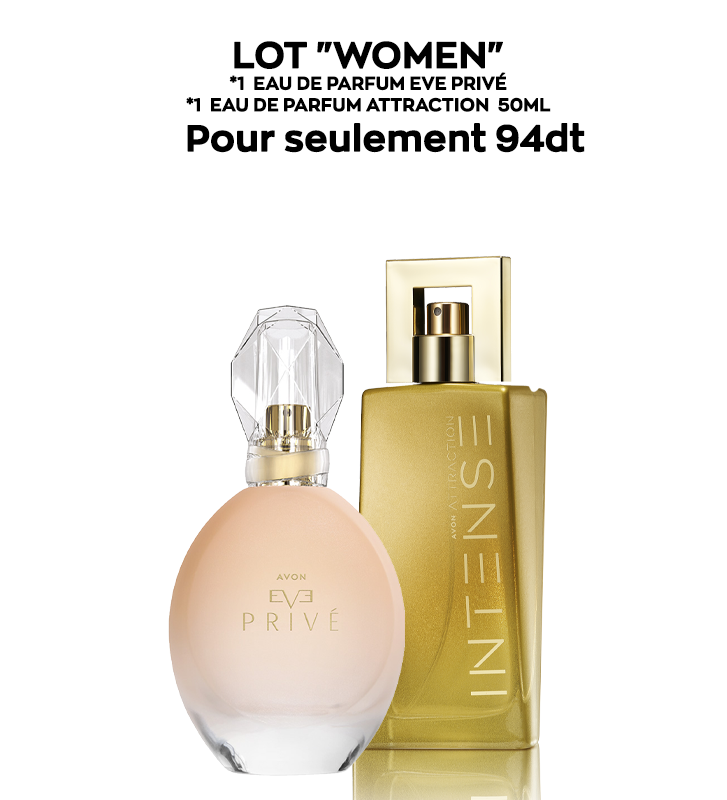 LOT "WOMEN"
*1 EAU DE PARFUM EVE PRIVÉ
*1 EAU DE PARFUM ATTRACTION 50ML
Pour seulement 94dt
AVON
EVE
PRIVÉ
AVON ATTRACTION
INTENSE